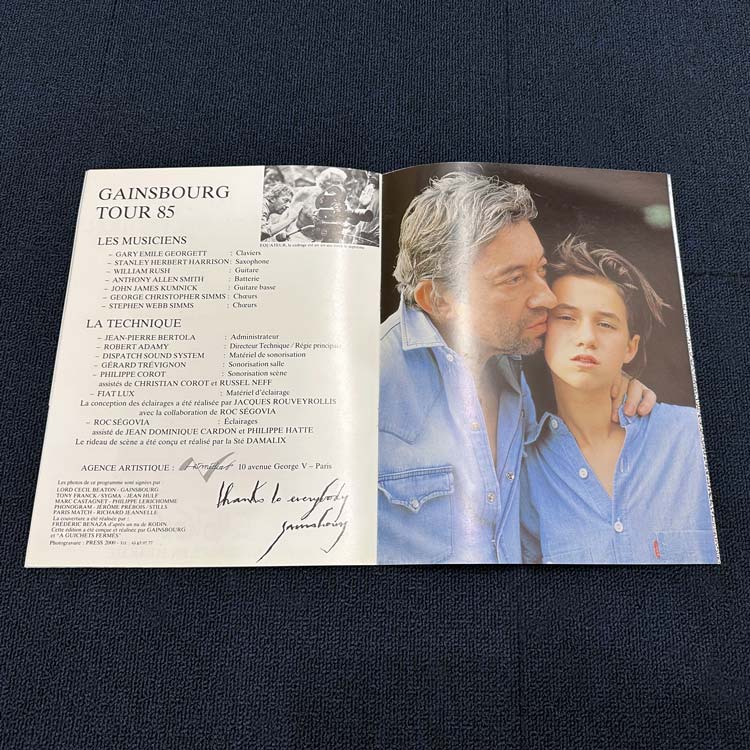 GAINSBOURG
TOUR 85
EQUATEUR, le cadrage est un art
LES MUSICIENS
– GARY EMILE GEORGETT : Claviers
– STANLEY HERBERT HARRISON : Saxophone
– WILLIAM RUSH : Guitare
– ANTHONY ALLEN SMITH : Batterie
– JOHN JAMES KUMNICK : Guitare basse
– GEORGE CHRISTOPHER SIMMS : Chœurs
– STEPHEN WEBB SIMMS : Chœurs
LA TECHNIQUE
– JEAN-PIERRE BERTOLA : Administrateur
– ROBERT ADAMY : Directeur Technique / Régie principale
– DISPATCH SOUND SYSTEM : Matériel de sonorisation
– GÉRARD TRÉVIGNON : Sonorisation salle
– PHILIPPE COROT : Sonorisation scène
assistés de CHRISTIAN COROT et RUSSEL NEFF
– FIAT LUX : Matériel d'éclairage
La conception des éclairages a été réalisée par JACQUES ROUVEYROLLIS
avec la collaboration de ROC SÉGOVIA
– ROC SÉGOVIA : Éclairages
assisté de JEAN DOMINIQUE CARDON et PHILIPPE HATTE
Le rideau de scène a été conçu et réalisé par la Sté DAMALIX
AGENCE ARTISTIQUE : 10 avenue George V – Paris
Les photos de ce programme sont signées par :
LORD CECIL BEATON - GAINSBOURG
TONY FRANCK / SYGMA - JEAN HULF
MARC CASTAGNET - PHILIPPE LERICHOMME
PHONOGRAM - JÉRÔME PREBOIS / STILLS
PARIS MATCH - RICHARD JEANNELLE
La couverture a été réalisée par :
FRÉDÉRIC BENAZA d'après un nu de RODIN
Cette édition a été conçue et réalisée par GAINSBOURG
et "A GUICHETS FERMÉS"
Photogravure : PRESS 2000 -
thanks to everybody
gainsbourg